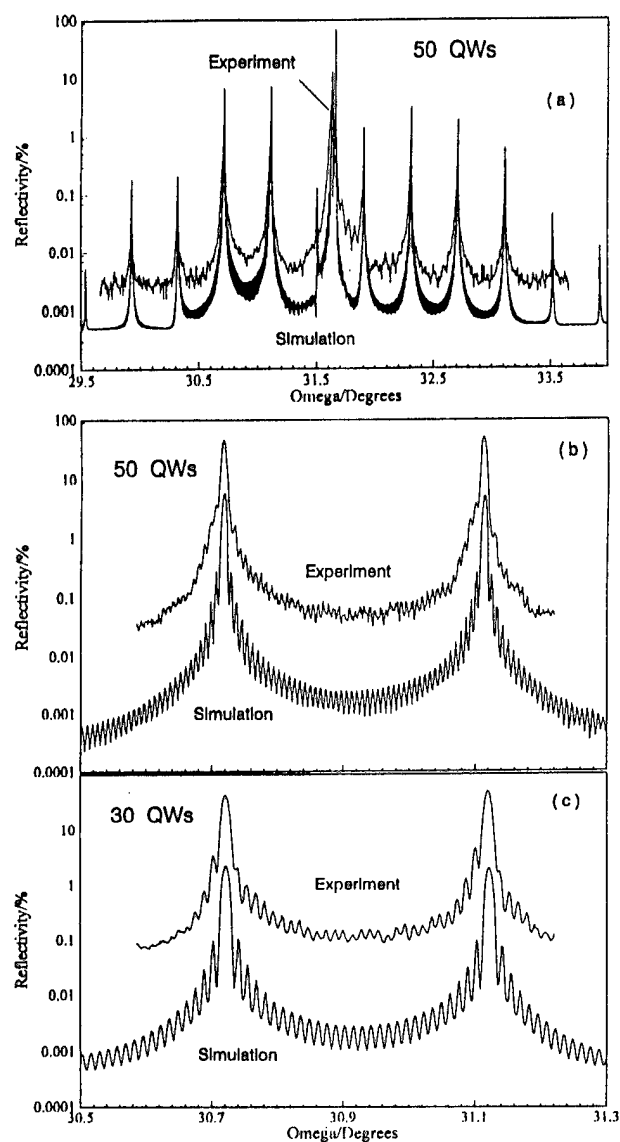 100
10
1
0.1
0.01
0.001
0.0001
Reflectivity/%
50 QWs
Experiment
(a)
Simulation
29.5
30.5
31.5
32.5
33.5
Omega/Degrees
100
10
1
0.1
0.01
0.001
0.0001
Reflectivity/%
50 QWs
(b)
Experiment
Simulation
10
1
0.1
0.01
0.001
0.0001
Reflectivity/%
30 QWs
(c)
Experiment
Simulation
30.5
30.7
30.9
31.1
31.3
Omega/Degrees